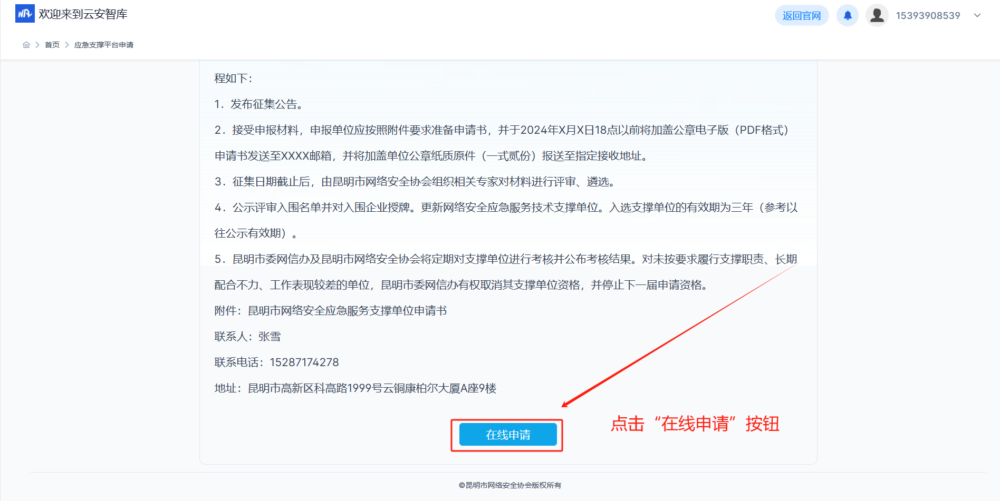 欢迎来到云安智库
返回官网
15393908539
首页
应急支撑平台申请
程如下：
1．发布征集公告。
2．接受申报材料，申报单位应按照附件要求准备申请书，并于2024年X月X日18点以前将加盖公章电子版（PDF格式）
申请书发送至XXXX邮箱，并将加盖单位公章纸质原件（一式贰份）报送至指定接收地址。
3．征集日期截止后，由昆明市网络安全协会组织相关专家对材料进行评审、遴选。
4．公示评审入围名单并对入围企业授牌。更新网络安全应急服务技术支撑单位。入选支撑单位的有效期为三年（参考以
往公示有效期）。
5．昆明市委网信办及昆明市网络安全协会将定期对支撑单位进行考核并公布考核结果。对未按要求履行支撑职责、长期
配合不力、工作表现较差的单位，昆明市委网信办有权取消其支撑单位资格，并停止下一届申请资格。
附件：昆明市网络安全应急服务支撑单位申请书
联系人：张雪
联系电话：15287174278
地址：昆明市高新区科高路1999号云铜康柏尔大厦A座9楼
在线申请
点击“在线申请”按钮
©昆明市网络安全协会版权所有